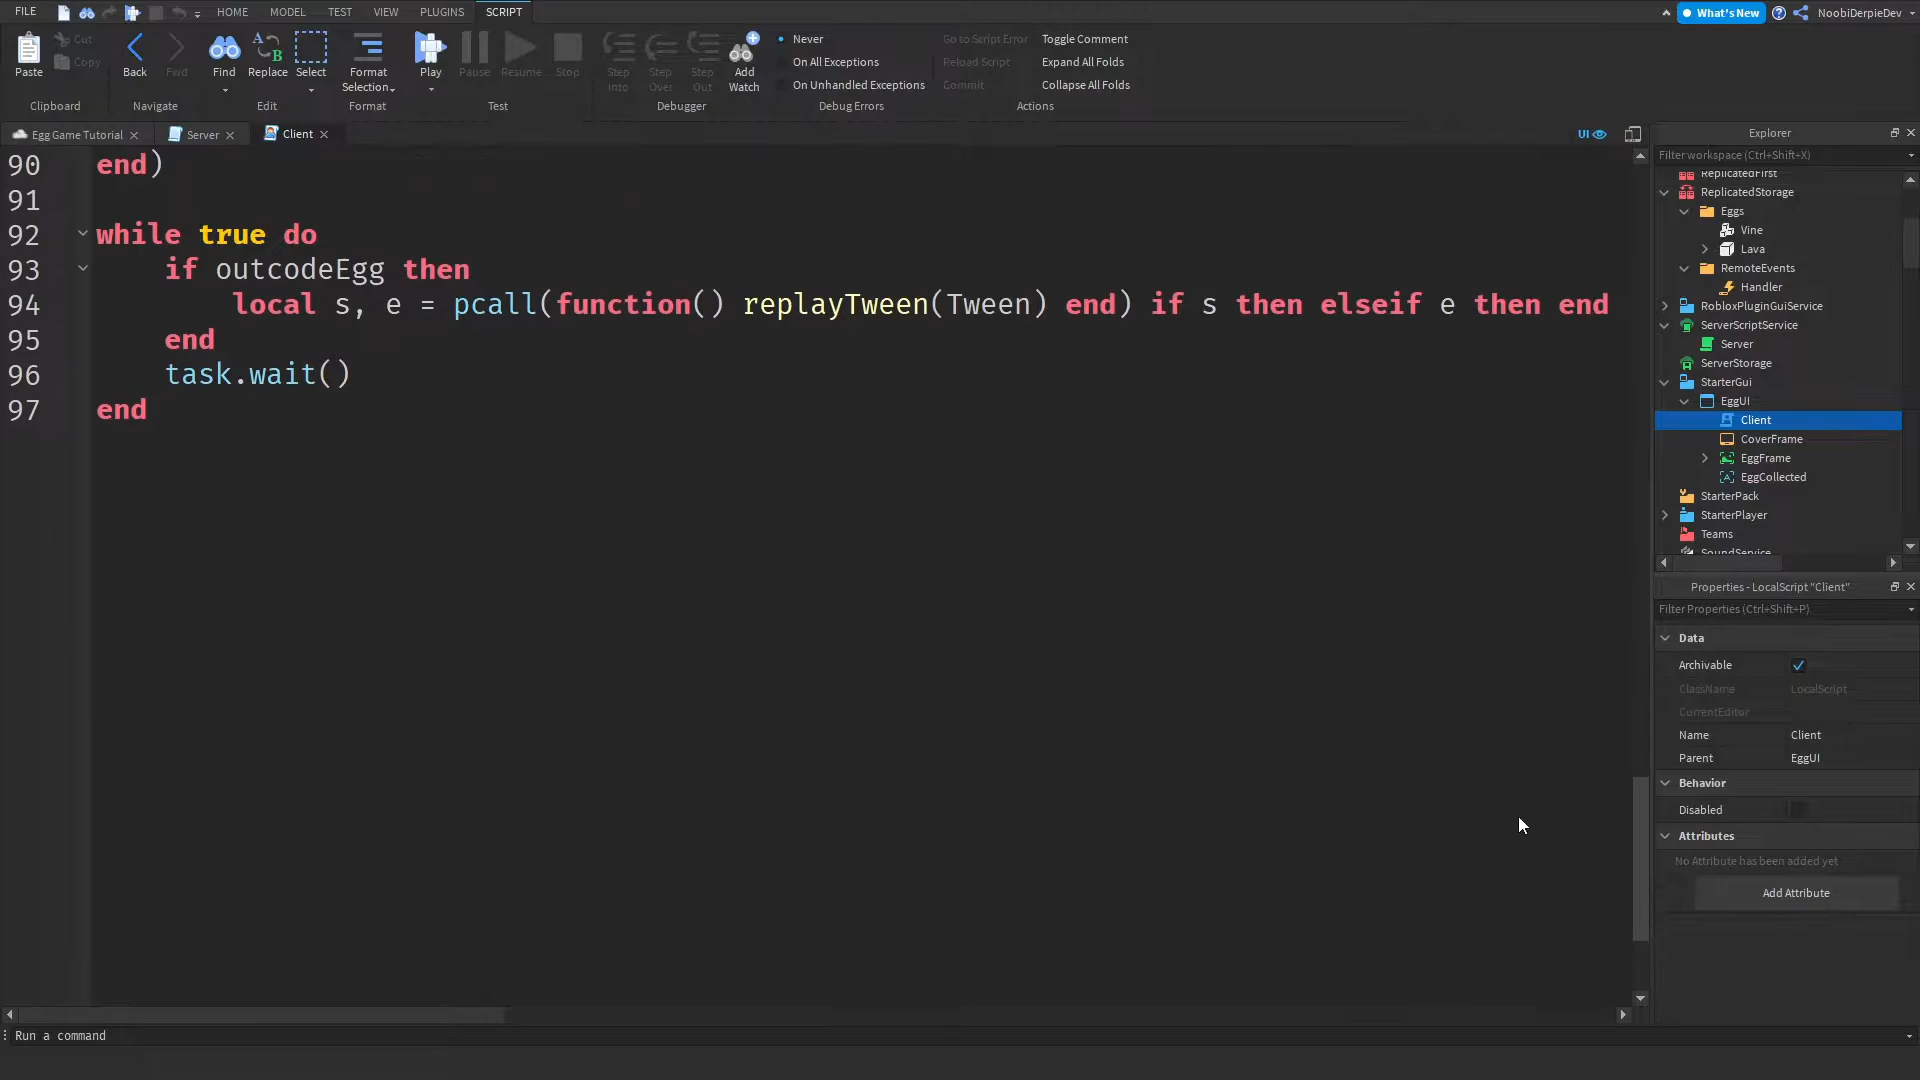 FILE HOME MODEL TEST VIEW PLUGINS SCRIPT What's New NoobiDerpieDev
Paste Cut Copy Clipboard
Back Fwd Navigate
Find Replace Select Edit
Format Selection Format
Play Pause Resume Stop Test
Step Into Step Over Step Out Add Watch Debugger
Never
On All Exceptions
On Unhandled Exceptions
Debug Errors
Go to Script Error Toggle Comment
Reload Script Expand All Folds
Commit Collapse All Folds
Actions
Egg Game Tutorial Server Client UI
90 end)
91
92 while true do
93 if outcodeEgg then
94 local s, e = pcall(function() replayTween(Tween) end) if s then elseif e then end
95 end
96 task.wait()
97 end
Explorer
Filter workspace (Ctrl+Shift+X)
ReplicatedFirst
ReplicatedStorage
Eggs
Vine
Lava
RemoteEvents
Handler
RobloxPluginGuiService
ServerScriptService
Server
ServerStorage
StarterGui
EggUI
Client
CoverFrame
EggFrame
EggCollected
StarterPack
StarterPlayer
Teams
SoundService
Properties - LocalScript "Client"
Filter Properties (Ctrl+Shift+P)
Data
Archivable
ClassName LocalScript
CurrentEditor
Name Client
Parent EggUI
Behavior
Disabled
Attributes
No Attribute has been added yet
Add Attribute
Run a command